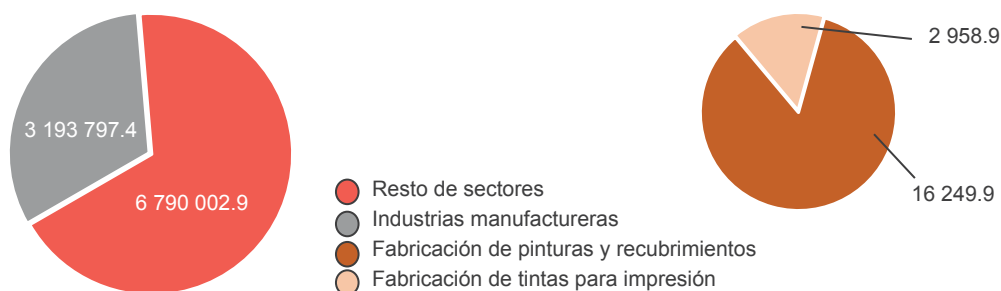 2 958.9
3 193 797.4
6 790 002.9
16 249.9
Resto de sectores
Industrias manufactureras
Fabricación de pinturas y recubrimientos
Fabricación de tintas para impresión